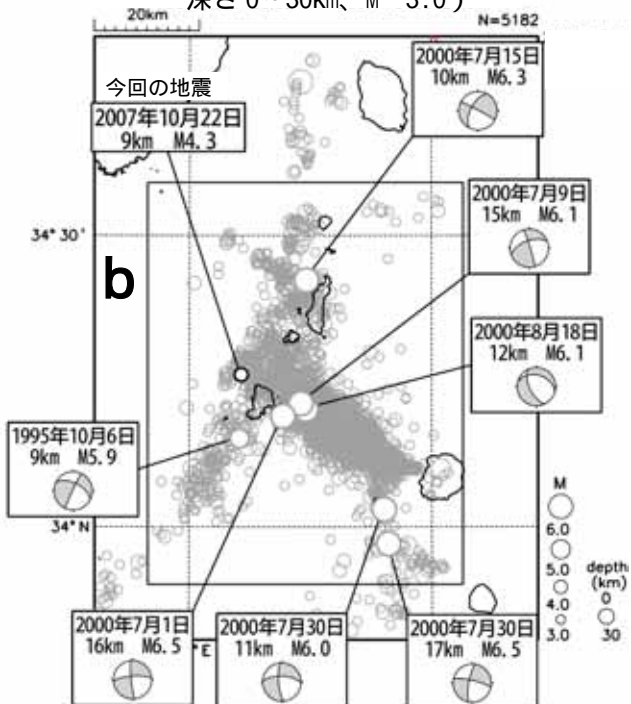 深さ0 30km、M 3.0)
20km
N=5182
2000年7月15日
10km M6.3
今回の地震
2007年10月22日
9km M4.3
2000年7月9日
15km M6.1
34°30'
b
2000年8月18日
12km M6.1
1995年10月6日
9km M5.9
M
6.0
5.0
4.0
3.0
depth
(km)
0
30
34°N
2000年7月1日
16km M6.5
°E
2000年7月30日
11km M6.0
2000年7月30日
17km M6.5